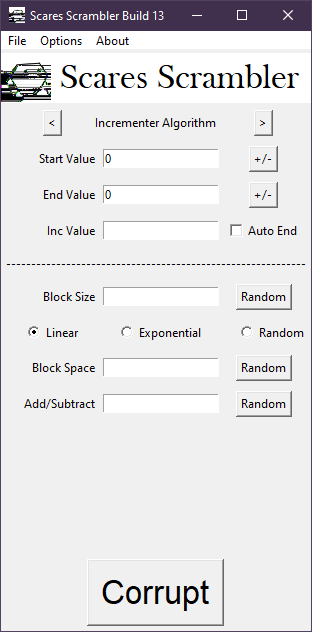 Scares Scrambler Build 13
File Options About
Scares Scrambler
< Incrementer Algorithm >
Start Value 0 +/-
End Value 0 +/-
Inc Value Auto End
Block Size Random
Linear Exponential Random
Block Space Random
Add/Subtract Random
Corrupt